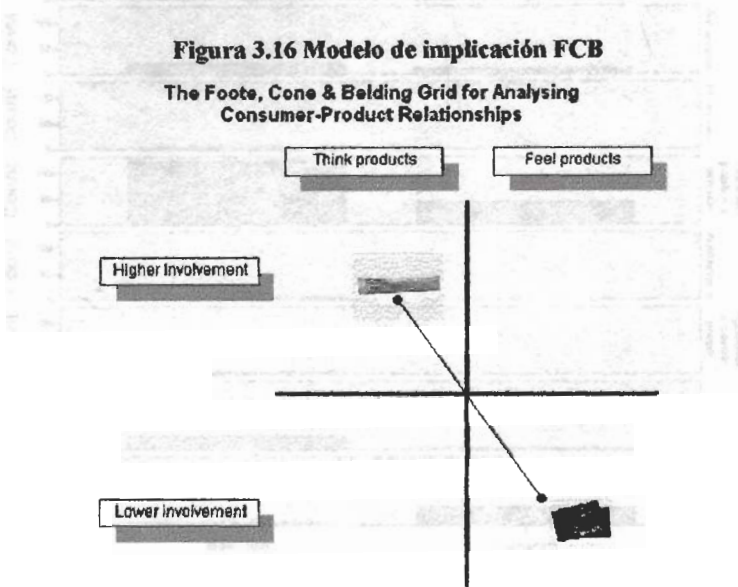 Figura 3.16 Modelo de implicación FCB
The Foote, Cone & Belding Grid for Analysing
Consumer-Product Relationships
Think products
Feel products
Higher Involvement
Lower Involvement